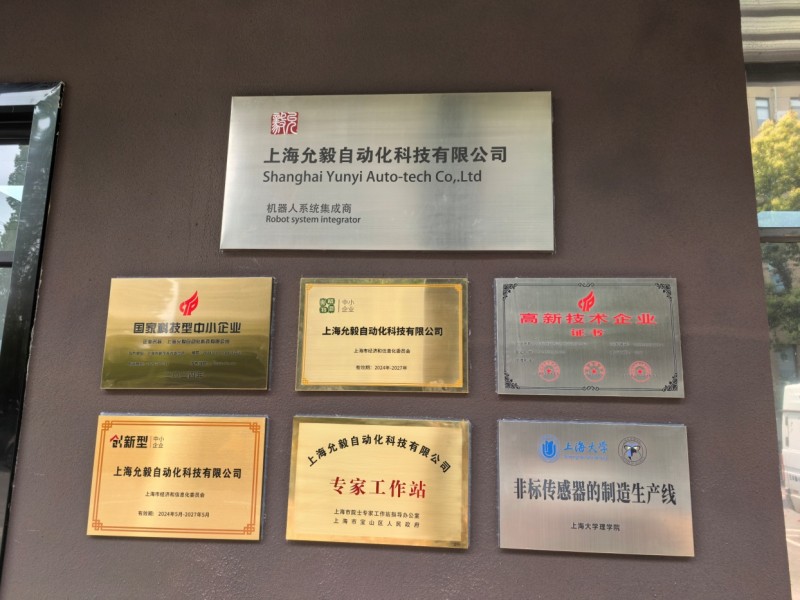 上海允毅自动化科技有限公司
Shanghai Yunyi Auto-tech Co,.Ltd
机器人系统集成商
Robot system integrator
国家科技型中小企业
中小
企业
上海允毅自动化科技有限公司
上海市经济和信息化委员会
有效期：2024年-2027年
高新技术企业
证书
创新型
中小
企业
上海允毅自动化科技有限公司
上海市经济和信息化委员会
有效期：2024年5月-2027年5月
上海允毅自动化科技有限公司
专家工作站
上海市院士专家工作站指导办公室
上海市宝山区人民政府
上海大学
非标传感器的制造生产线
上海大学理学院